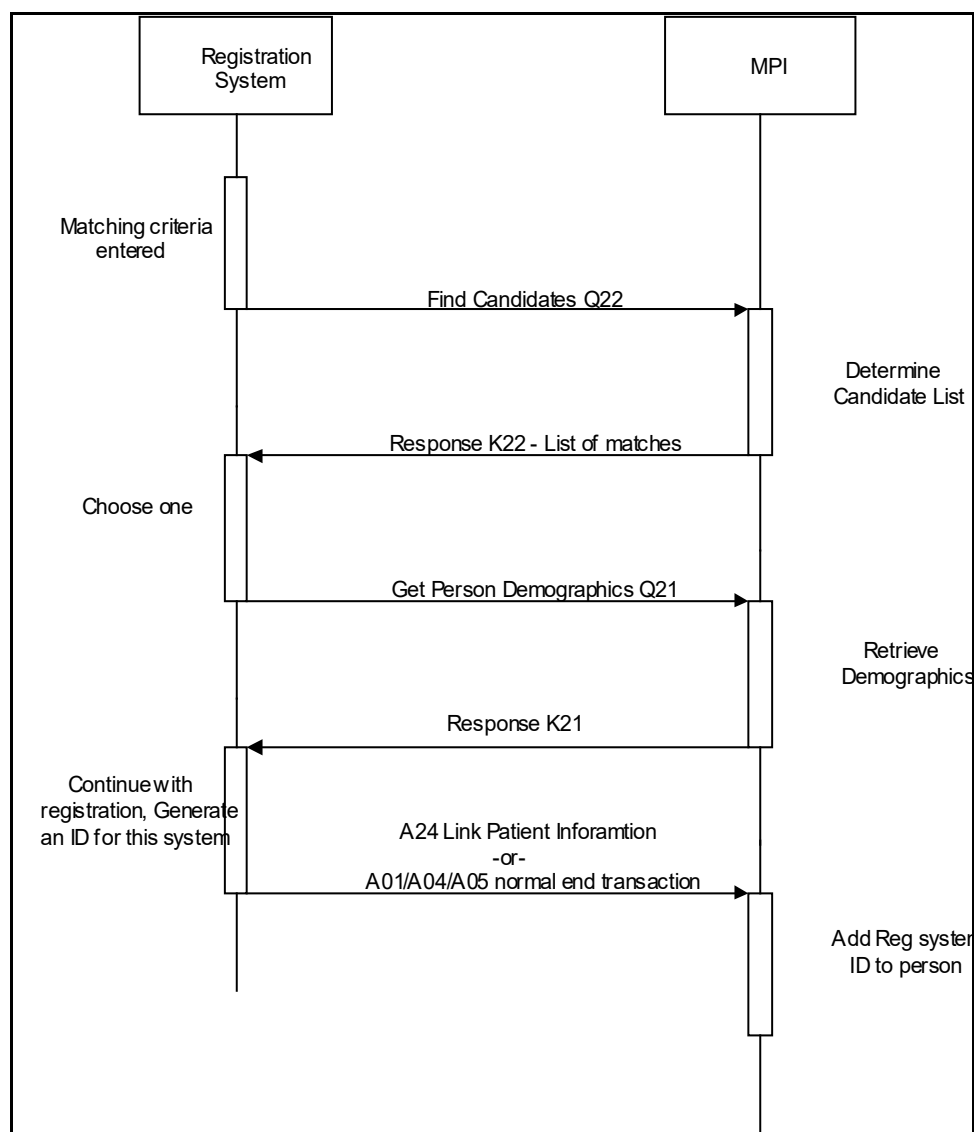 Registration
System
MPI
Matching criteria
entered
Find Candidates Q22
Determine
Candidate List
Response K22 - List of matches
Choose one
Get Person Demographics Q21
Retrieve
Demographics
Response K21
Continue with
registration, Generate
an ID for this system
A24 Link Patient Inforamtion
-or-
A01/A04/A05 normal end transaction
Add Reg system
ID to person